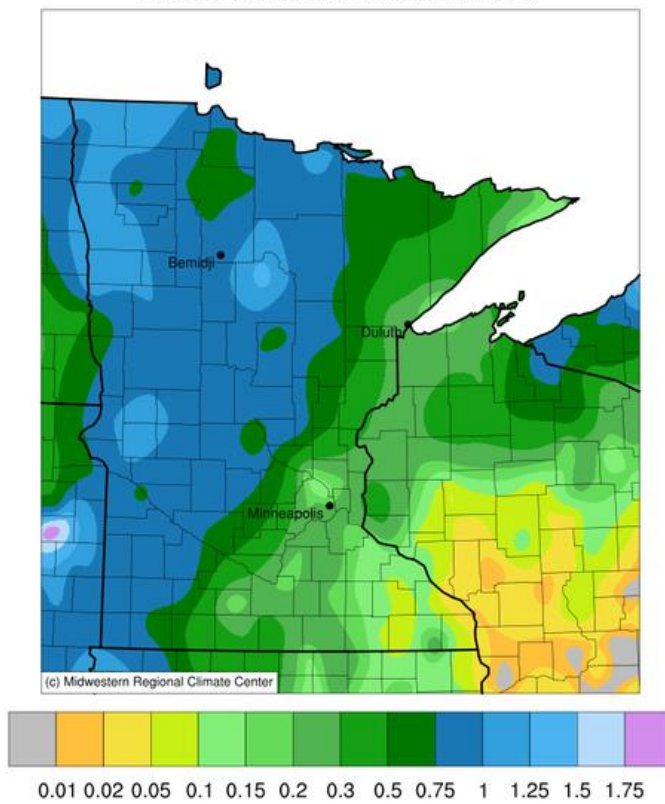 Bemidji
Duluth
Minneapolis
(c) Midwestern Regional Climate Center
0.01 0.02 0.05 0.1 0.15 0.2 0.3 0.5 0.75 1 1.25 1.5 1.75